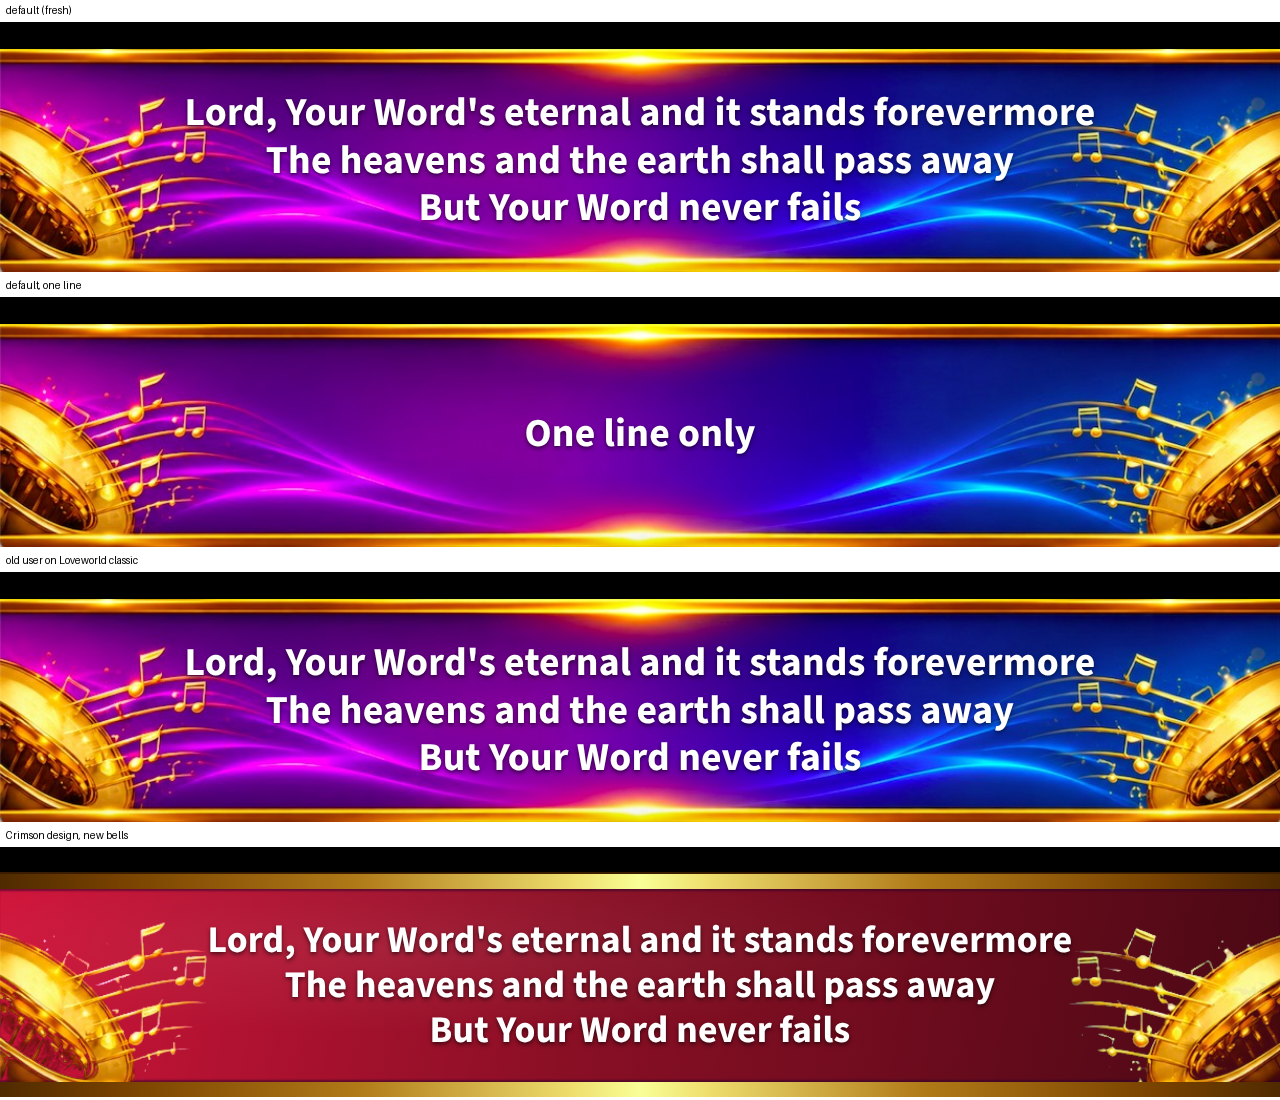 default (fresh)
Lord, Your Word's eternal and it stands forevermore
The heavens and the earth shall pass away
But Your Word never fails
default, one line
One line only
old user on Loveworld classic
Lord, Your Word's eternal and it stands forevermore
The heavens and the earth shall pass away
But Your Word never fails
Crimson design, new bells
Lord, Your Word's eternal and it stands forevermore
The heavens and the earth shall pass away
But Your Word never fails